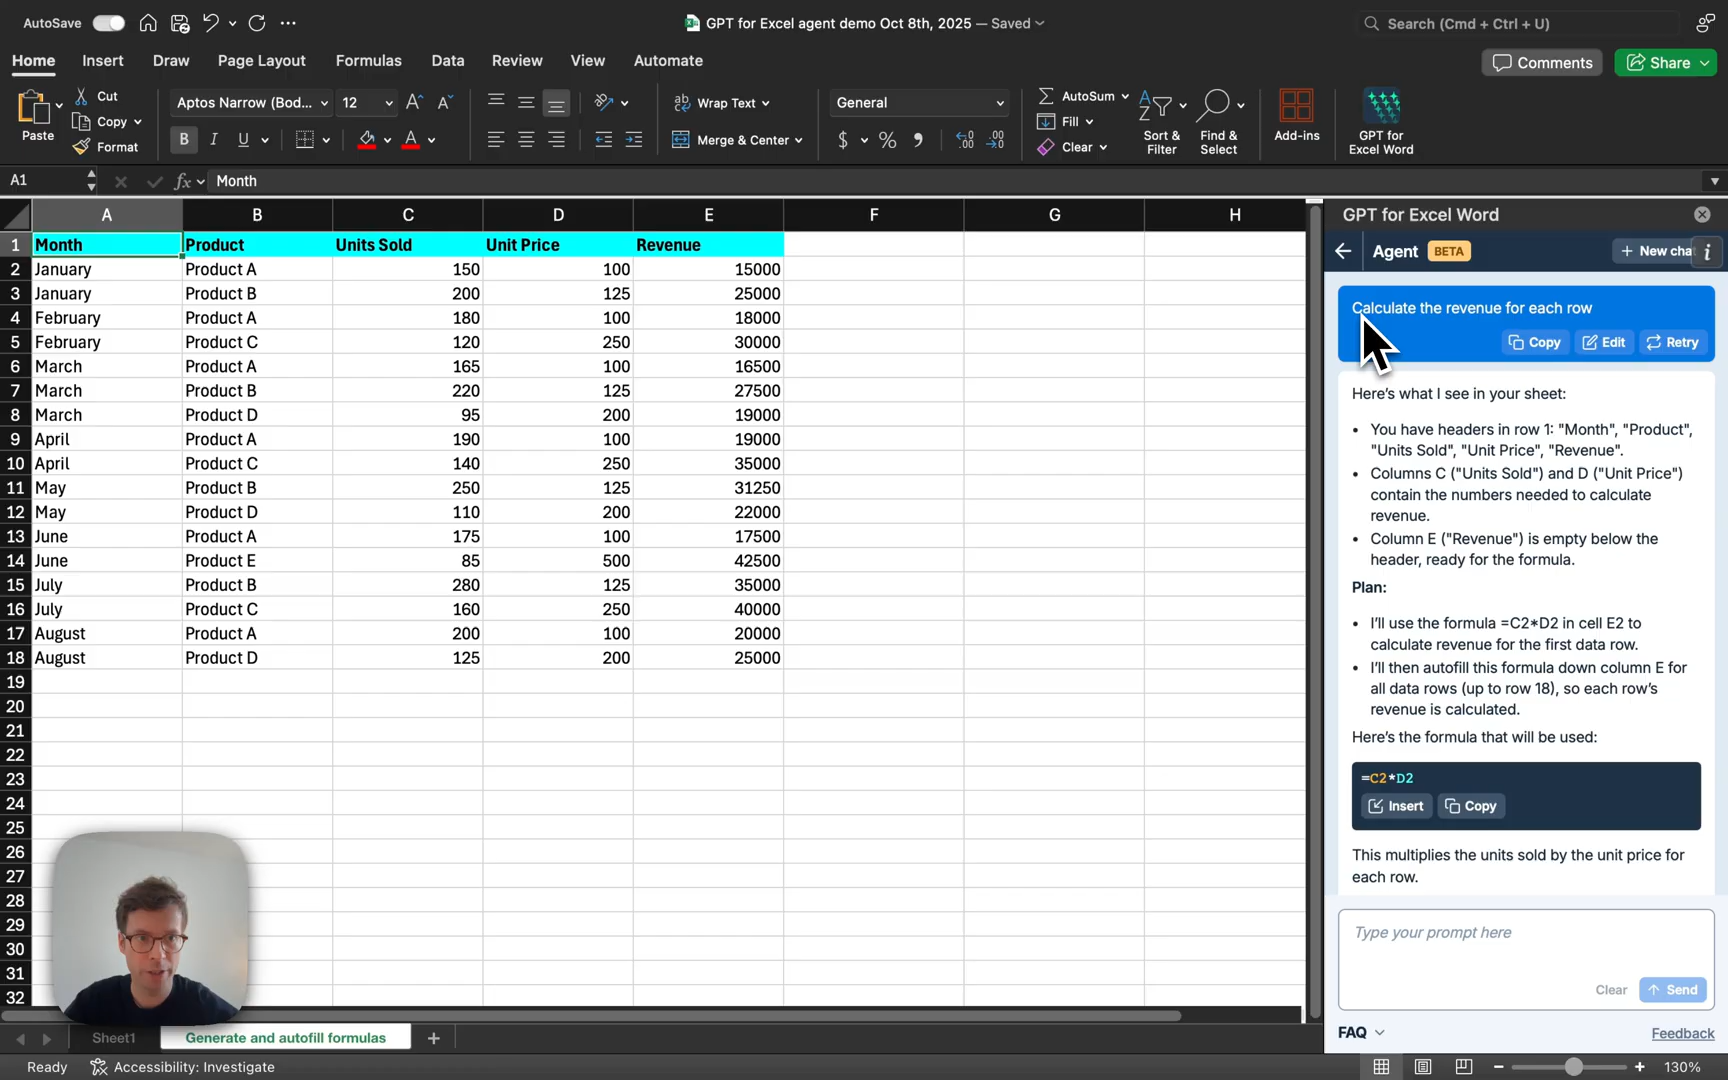 AutoSave
GPT for Excel agent demo Oct 8th, 2025 — Saved
Search (Cmd + Ctrl + U)
Home Insert Draw Page Layout Formulas Data Review View Automate
Comments
Share
Paste
Cut
Copy
Format
Aptos Narrow (Bod... 12
B I U
Wrap Text
Merge & Center
General
$ %
AutoSum
Fill
Clear
Sort & Filter
Find & Select
Add-ins
GPT for Excel Word
A1 fx Month
A B C D E F G H
1 Month Product Units Sold Unit Price Revenue
2 January Product A 150 100 15000
3 January Product B 200 125 25000
4 February Product A 180 100 18000
5 February Product C 120 250 30000
6 March Product A 165 100 16500
7 March Product B 220 125 27500
8 March Product D 95 200 19000
9 April Product A 190 100 19000
10 April Product C 140 250 35000
11 May Product B 250 125 31250
12 May Product D 110 200 22000
13 June Product A 175 100 17500
14 June Product E 85 500 42500
15 July Product B 280 125 35000
16 July Product C 160 250 40000
17 August Product A 200 100 20000
18 August Product D 125 200 25000
19
20
21
22
23
24
25
26
27
28
29
30
31
32
Sheet1 Generate and autofill formulas +
Ready Accessibility: Investigate
130%
GPT for Excel Word
Agent BETA
+ New chat
Calculate the revenue for each row
Copy Edit Retry
Here's what I see in your sheet:
• You have headers in row 1: "Month", "Product",
"Units Sold", "Unit Price", "Revenue".
• Columns C ("Units Sold") and D ("Unit Price")
contain the numbers needed to calculate
revenue.
• Column E ("Revenue") is empty below the
header, ready for the formula.
Plan:
• I'll use the formula =C2*D2 in cell E2 to
calculate revenue for the first data row.
• I'll then autofill this formula down column E for
all data rows (up to row 18), so each row's
revenue is calculated.
Here's the formula that will be used:
=C2*D2
Insert Copy
This multiplies the units sold by the unit price for
each row.
Type your prompt here
Clear Send
FAQ
Feedback